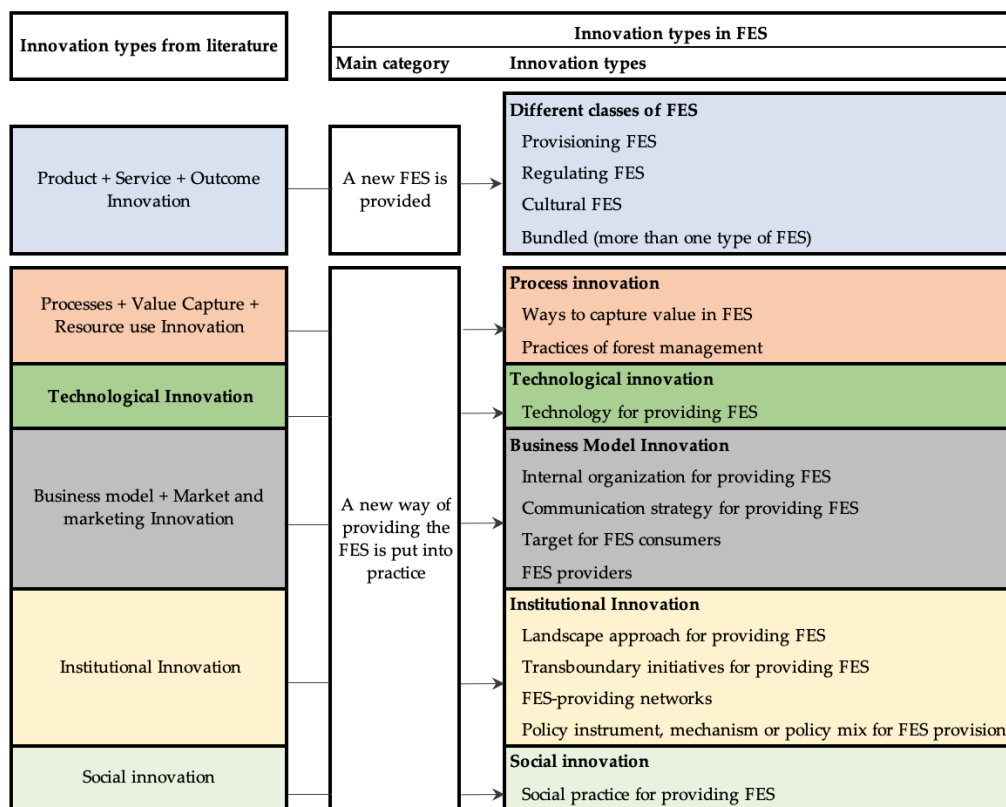 Innovation types from literature
Innovation types in FES
Main category
Innovation types
Product + Service + Outcome
Innovation
A new FES is
provided
Different classes of FES
Provisioning FES
Regulating FES
Cultural FES
Bundled (more than one type of FES)
Processes + Value Capture +
Resource use Innovation
Technological Innovation
Business model + Market and
marketing Innovation
Institutional Innovation
Social innovation
A new way of
providing the
FES is put into
practice
Process innovation
Ways to capture value in FES
Practices of forest management
Technological innovation
Technology for providing FES
Business Model Innovation
Internal organization for providing FES
Communication strategy for providing FES
Target for FES consumers
FES providers
Institutional Innovation
Landscape approach for providing FES
Transboundary initiatives for providing FES
FES-providing networks
Policy instrument, mechanism or policy mix for FES provision
Social innovation
Social practice for providing FES